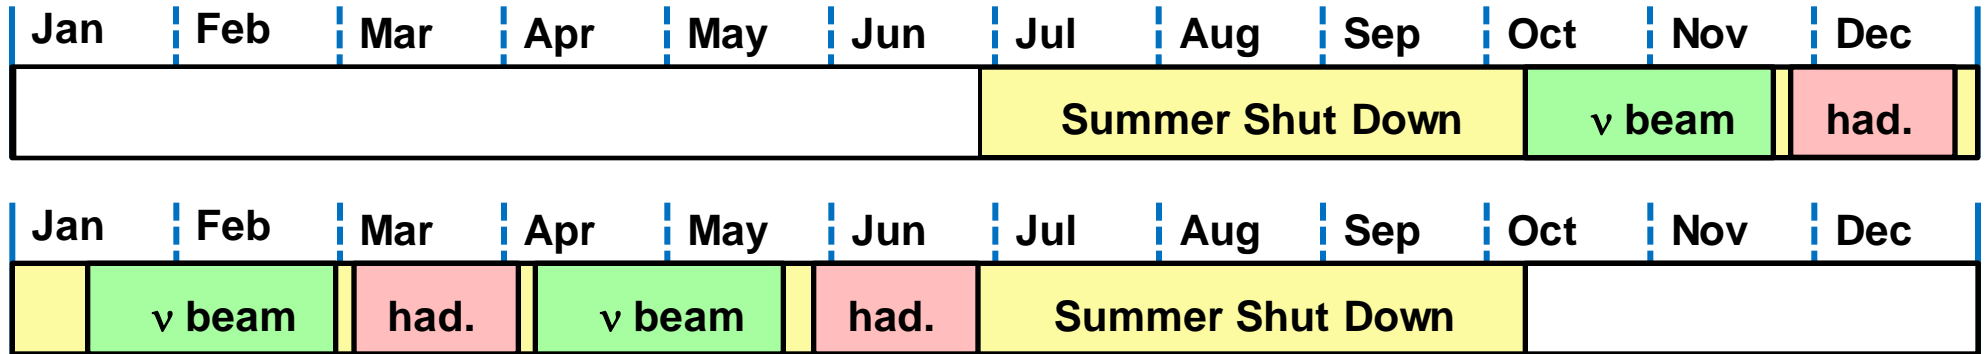 Jan Feb Mar Apr May Jun Jul Aug Sep Oct Nov Dec
Summer Shut Down ν beam had.
Jan Feb Mar Apr May Jun Jul Aug Sep Oct Nov Dec
ν beam had. ν beam had. Summer Shut Down